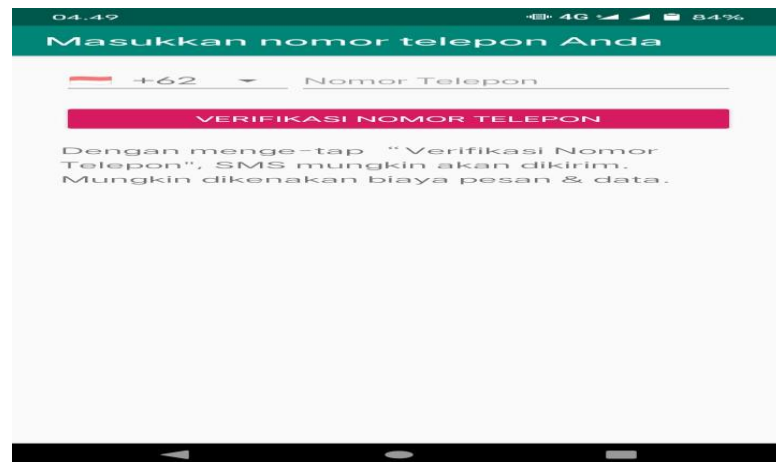 04.49 4G 84%
Masukkan nomor telepon Anda
+62 Nomor Telepon
VERIFIKASI NOMOR TELEPON
Dengan menge-tap “Verifikasi Nomor
Telepon", SMS mungkin akan dikirim.
Mungkin dikenakan biaya pesan & data.